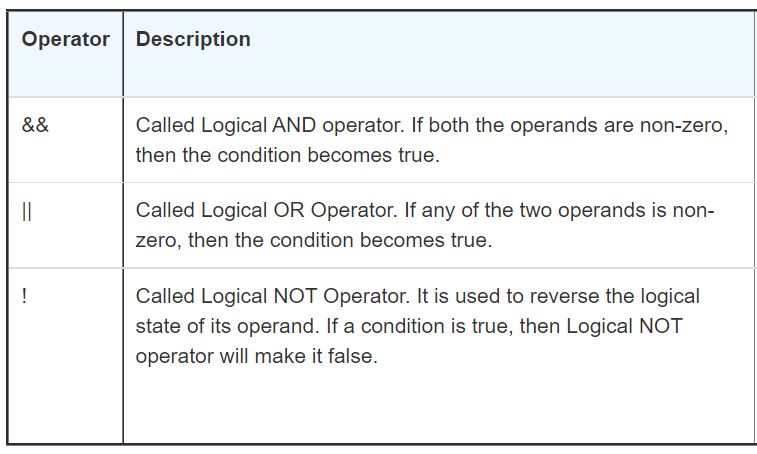 Operator Description
&& Called Logical AND operator. If both the operands are non-zero,
then the condition becomes true.
|| Called Logical OR Operator. If any of the two operands is non-
zero, then the condition becomes true.
! Called Logical NOT Operator. It is used to reverse the logical
state of its operand. If a condition is true, then Logical NOT
operator will make it false.